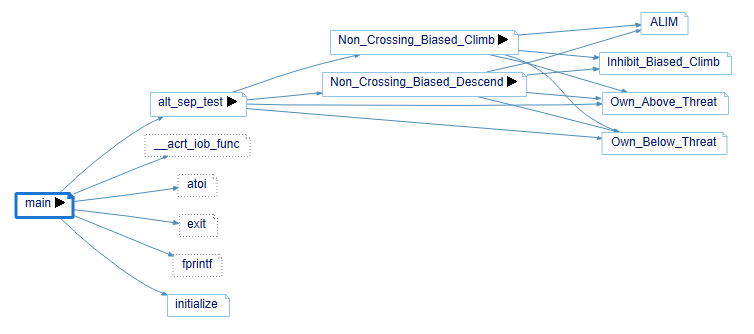 ALIM
Non_Crossing_Biased_Climb
Inhibit_Biased_Climb
Non_Crossing_Biased_Descend
alt_sep_test
Own_Above_Threat
__acrt_iob_func
Own_Below_Threat
atoi
main
exit
fprintf
initialize